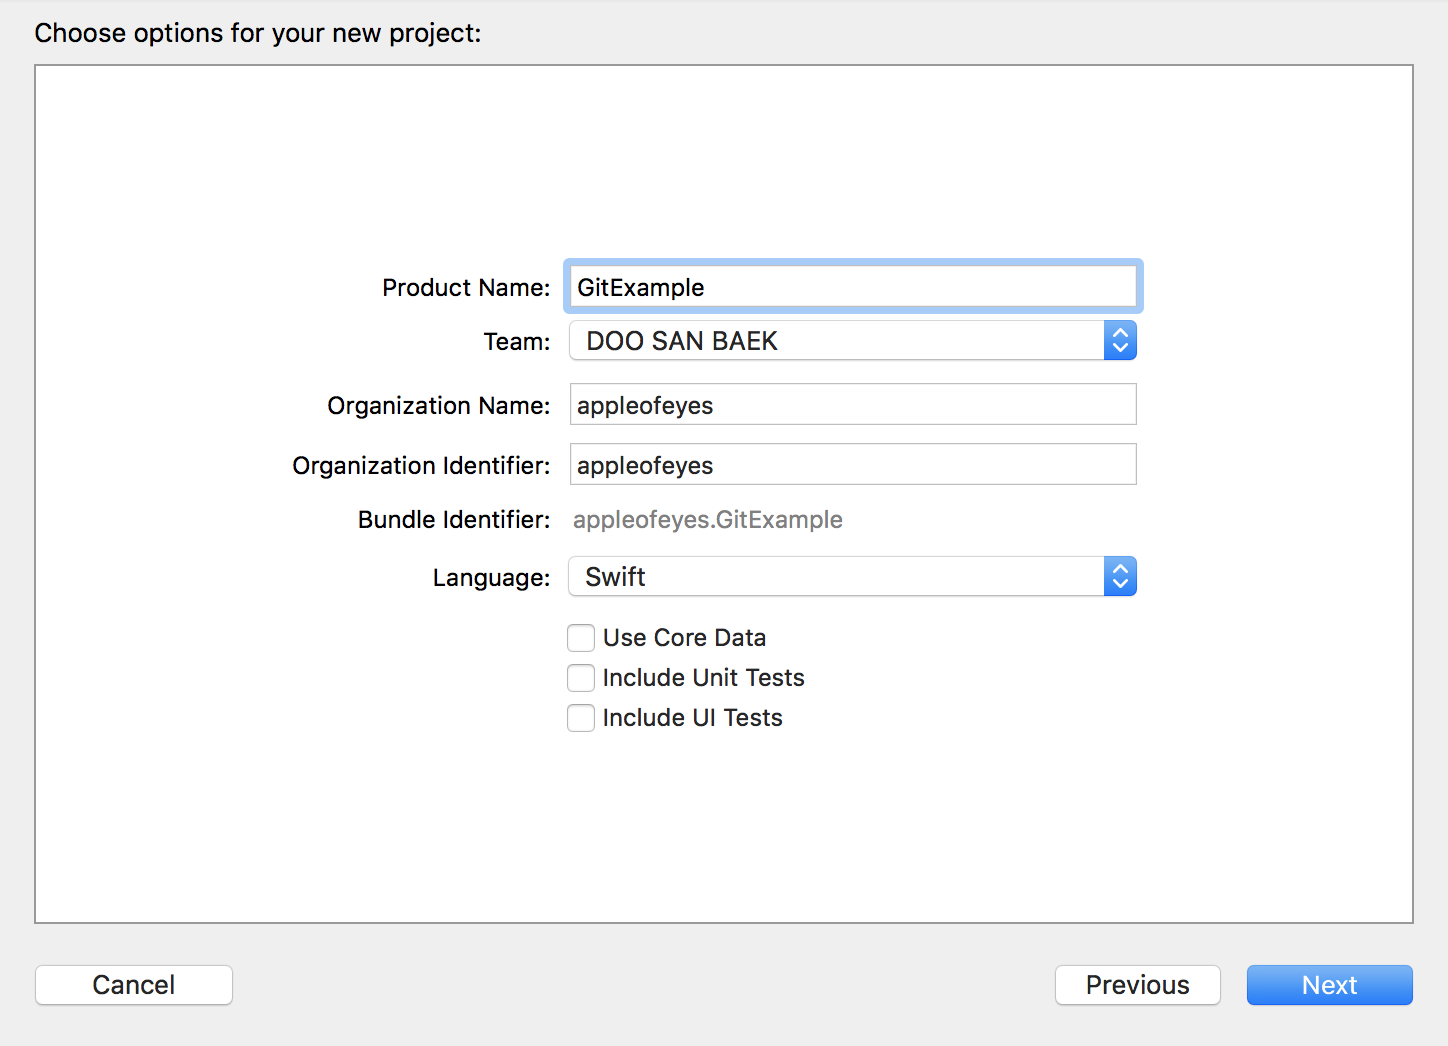 Choose options for your new project:
Product Name: GitExample
Team: DOO SAN BAEK
Organization Name: appleofeyes
Organization Identifier: appleofeyes
Bundle Identifier: appleofeyes.GitExample
Language: Swift
Use Core Data
Include Unit Tests
Include UI Tests
Cancel Previous Next